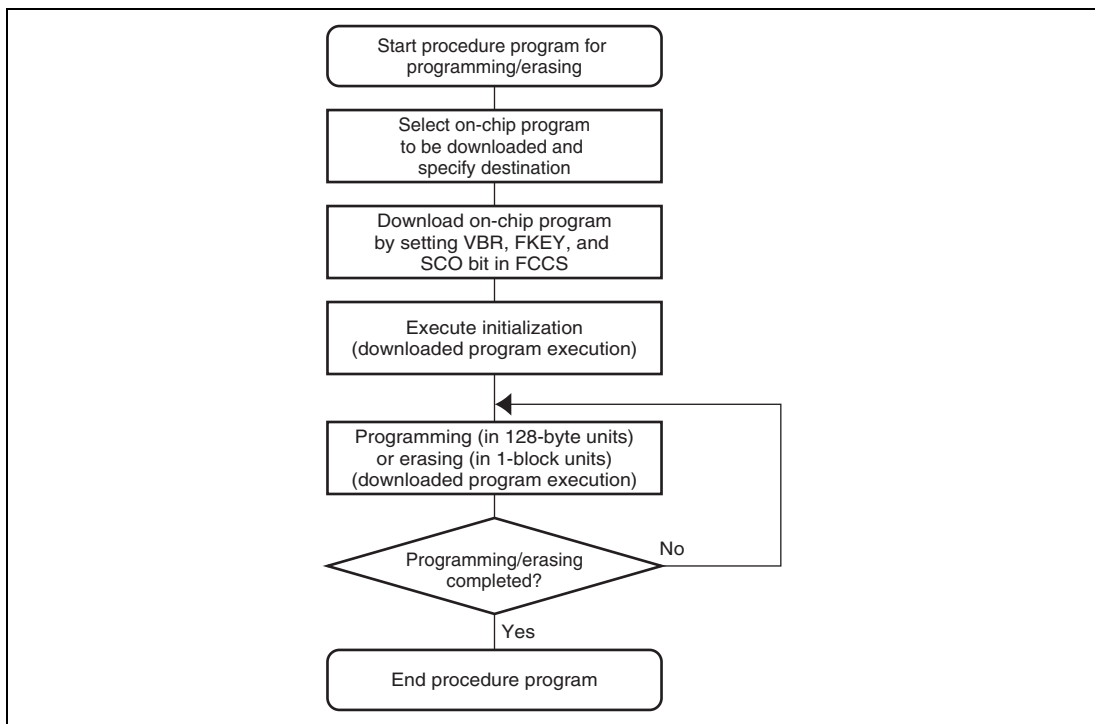 Start procedure program for
programming/erasing
Select on-chip program
to be downloaded and
specify destination
Download on-chip program
by setting VBR, FKEY, and
SCO bit in FCCS
Execute initialization
(downloaded program execution)
Programming (in 128-byte units)
or erasing (in 1-block units)
(downloaded program execution)
Programming/erasing
completed?
No
Yes
End procedure program